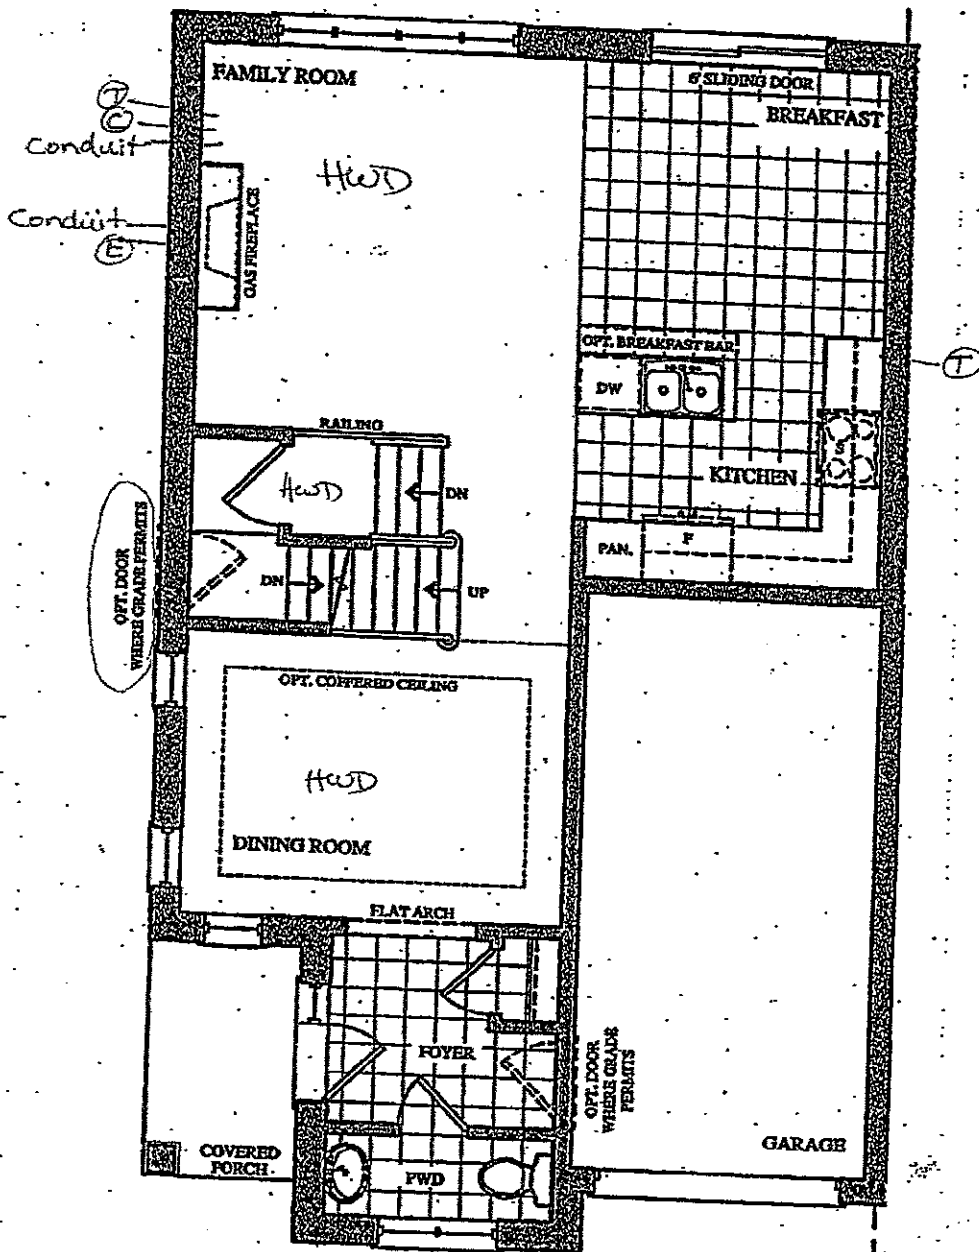 FAMILY ROOM
6' SLIDING DOOR
BREAKFAST
T
C
Conduit
HWD
Conduit
E
GAS FIREPLACE
OPT. BREAKFAST BAR
DW
T
S
RAILING
KITCHEN
HWD
DN
F
PAN.
OPT. DOOR
WHERE GRADE PERMITS
DN
UP
OPT. COFFERED CEILING
HWD
DINING ROOM
FLAT ARCH
FOYER
OPT. DOOR
WHERE GRADE
PERMITS
GARAGE
COVERED
PORCH
PWD